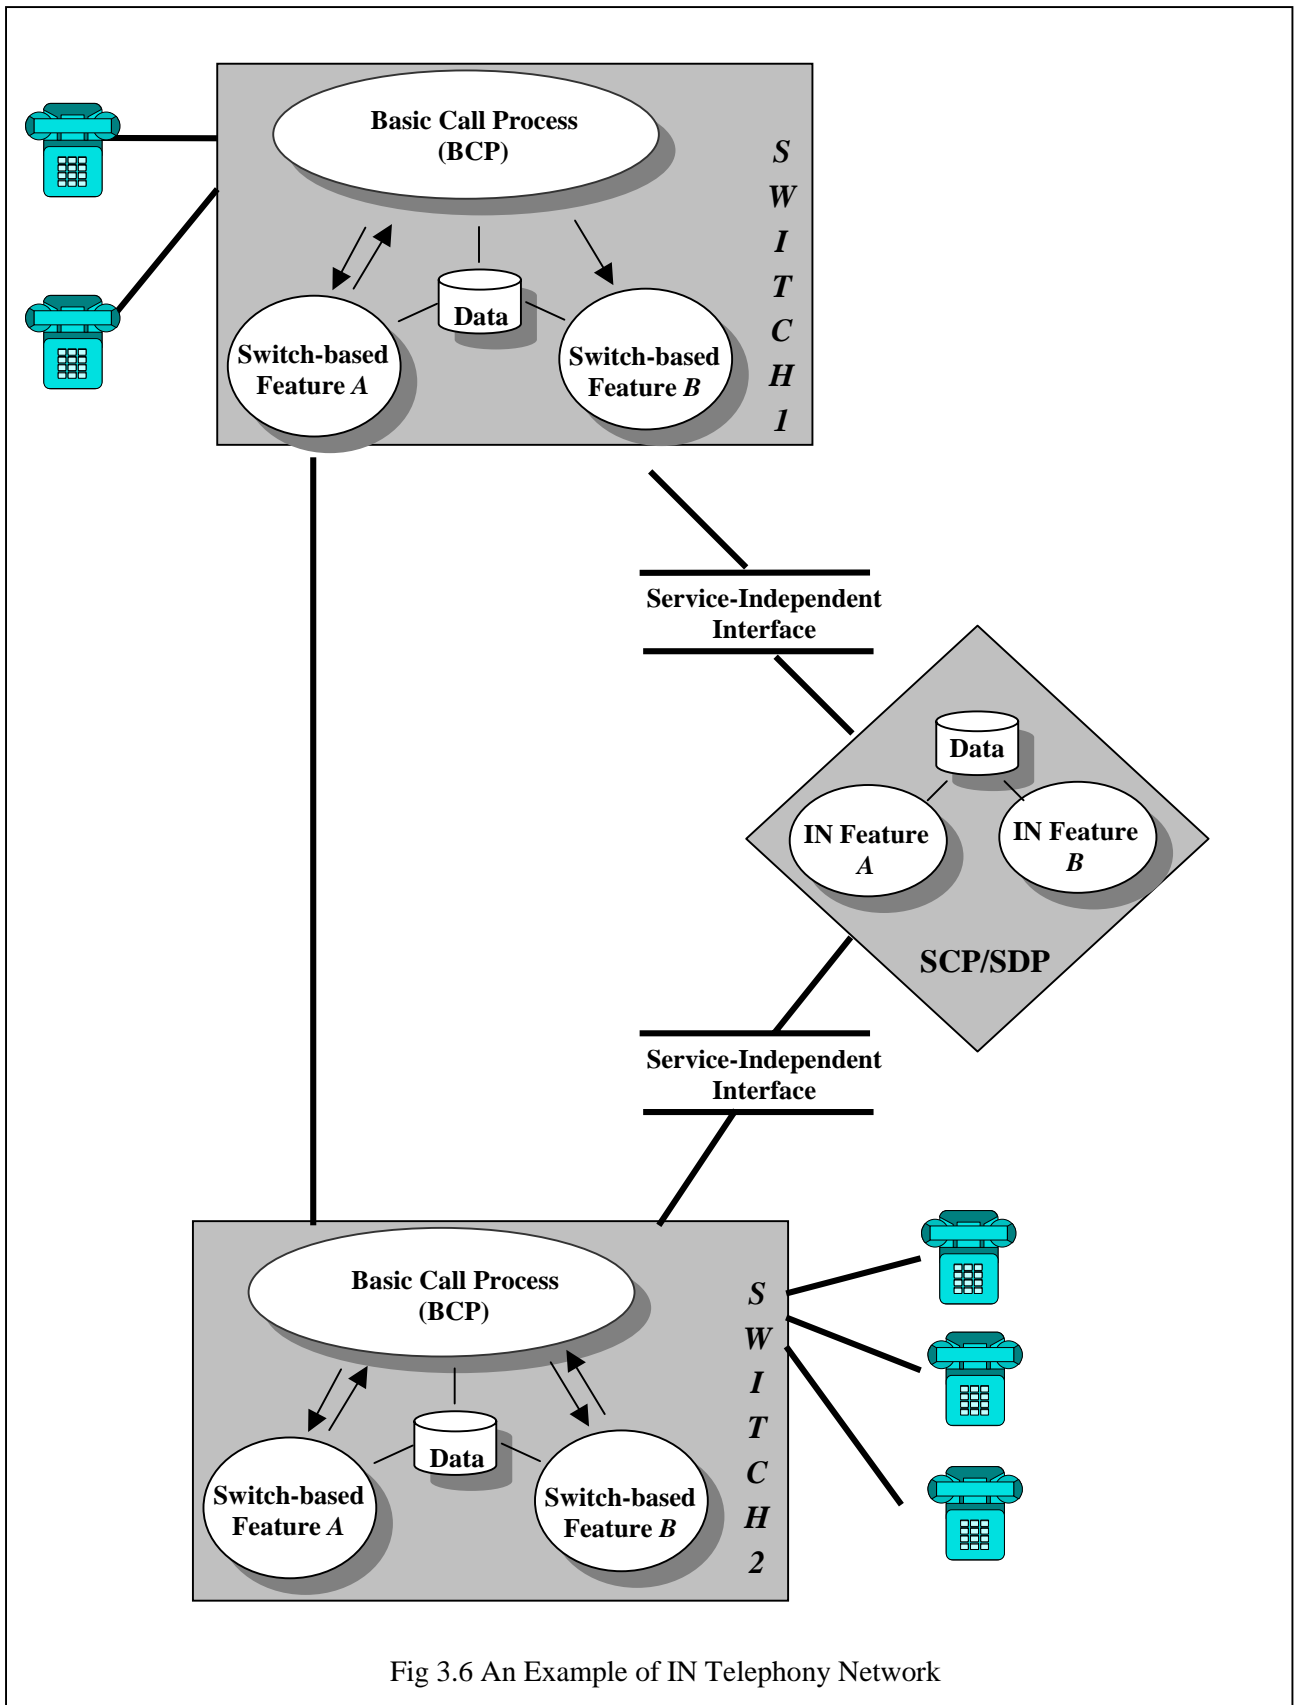 Basic Call Process
(BCP)
S
W
I
T
C
H
1
Data
Switch-based
Feature A
Switch-based
Feature B
Service-Independent
Interface
Data
IN Feature
A
IN Feature
B
SCP/SDP
Service-Independent
Interface
Basic Call Process
(BCP)
S
W
I
T
C
H
2
Data
Switch-based
Feature A
Switch-based
Feature B
Fig 3.6 An Example of IN Telephony Network